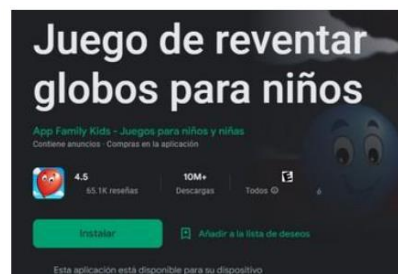 Juego de reventar
globos para niños
App Family Kids - Juegos para niños y niñas
Contiene anuncios · Compras en la aplicación
4.5
65.1K reseñas
10M+
Descargas
E
Todos
Instalar
Añadir a la lista de deseos
Esta aplicación está disponible para su dispositivo